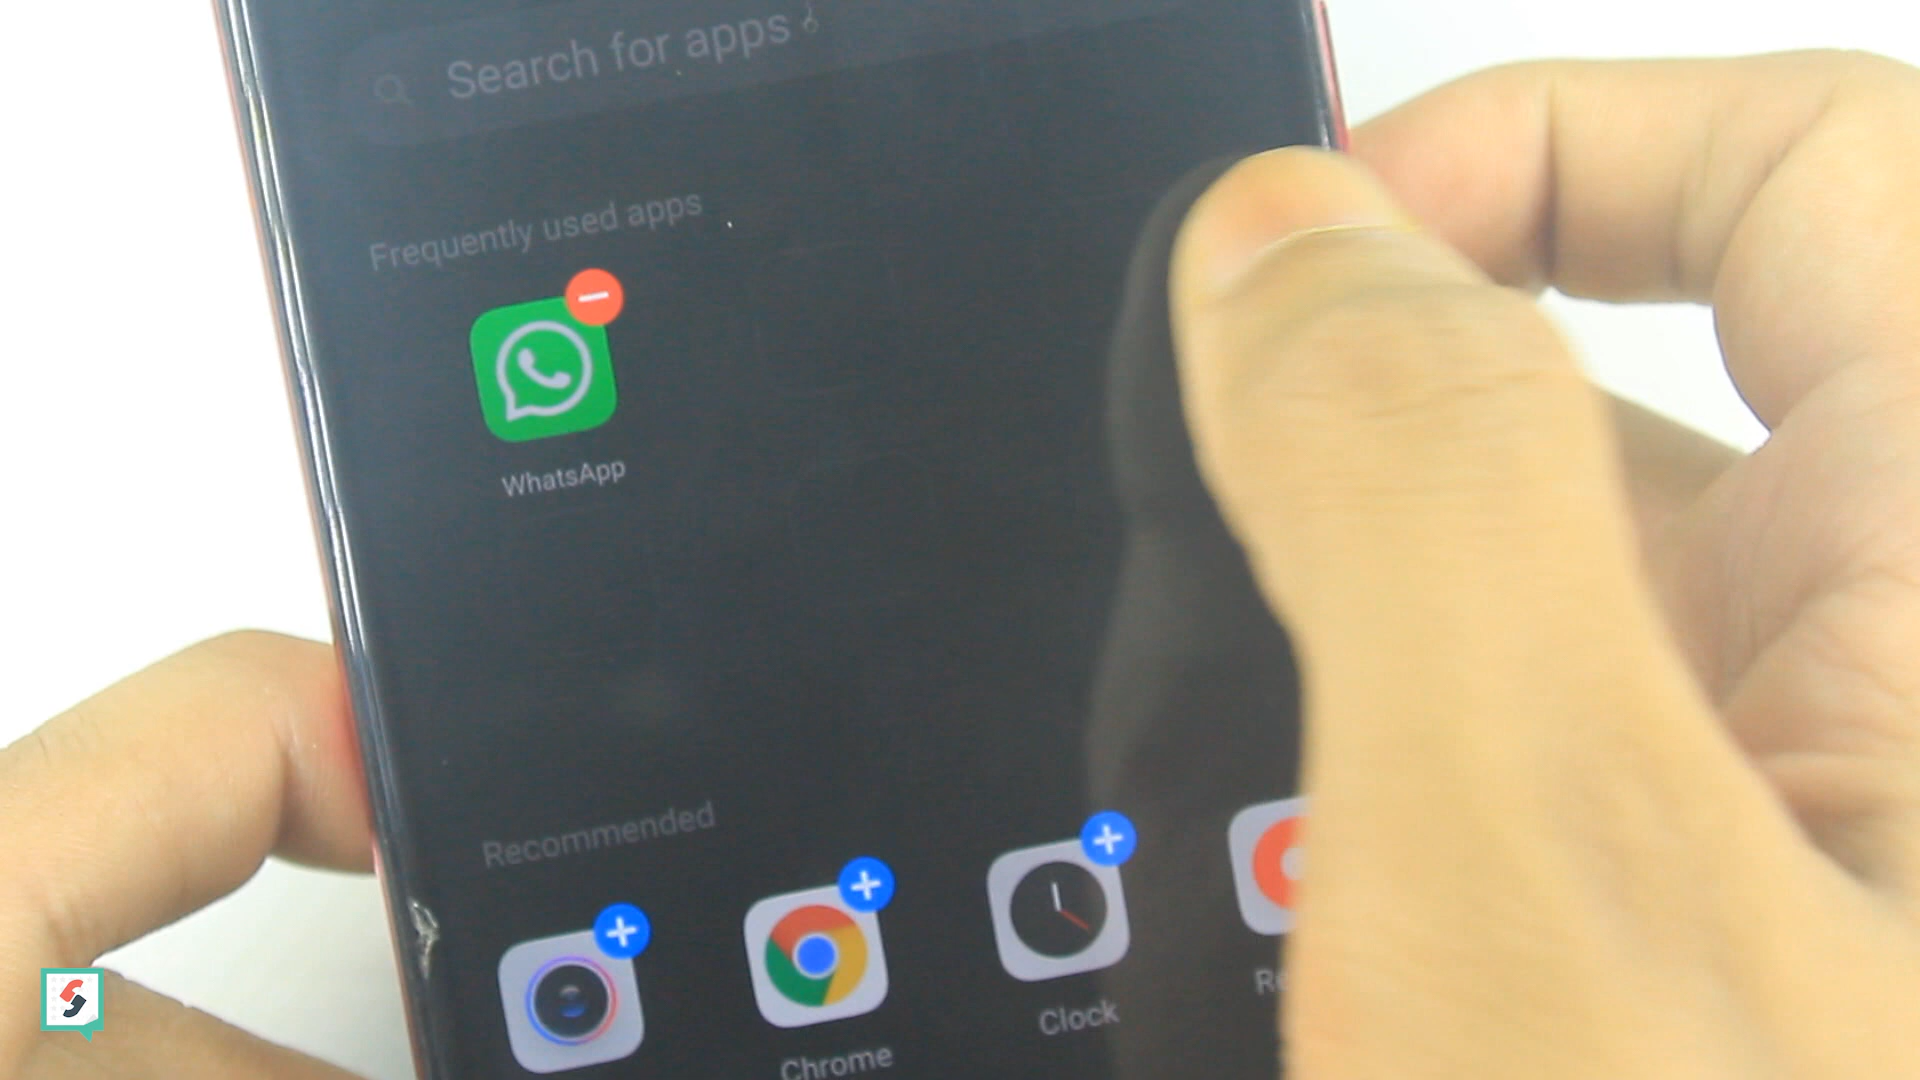 Search for apps
Frequently used apps
WhatsApp
Recommended
Clock
Chrome